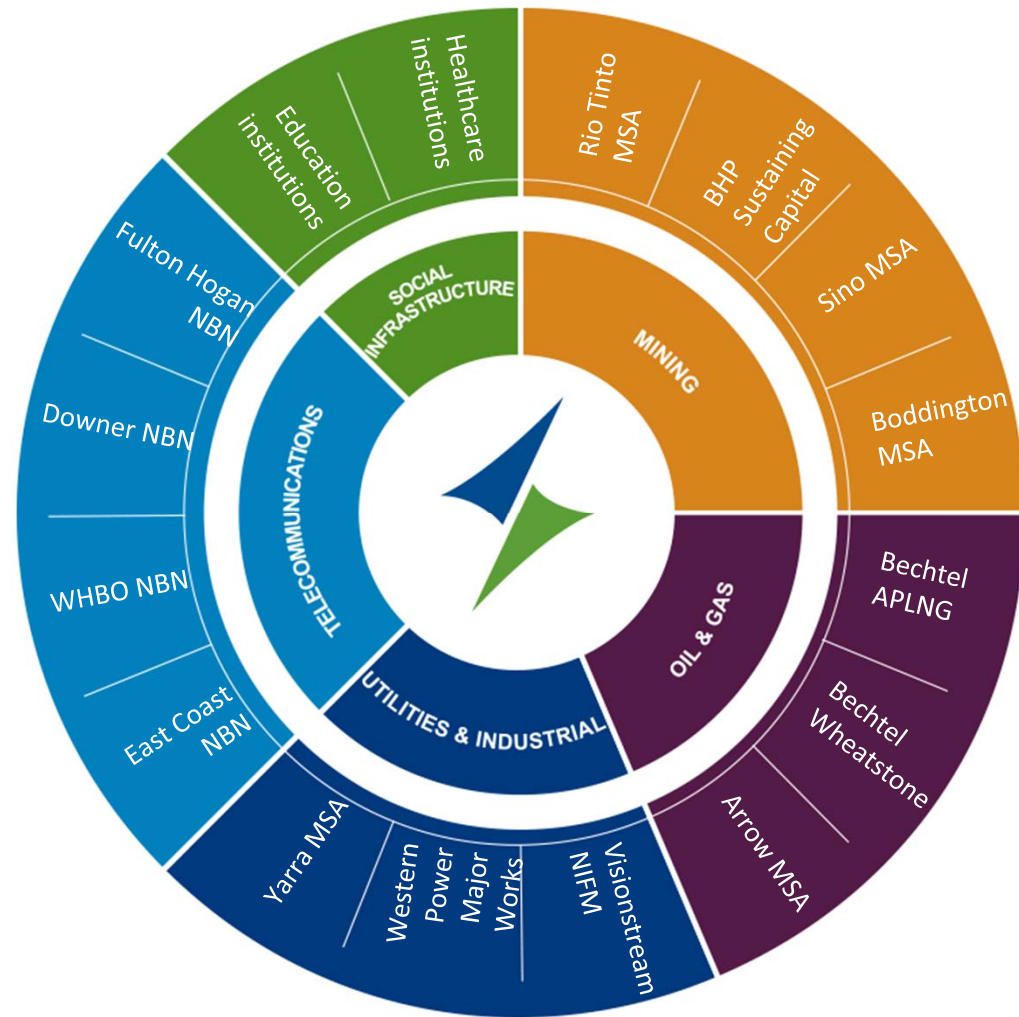 SOCIAL
INFRASTRUCTURE
MINING
OIL & GAS
UTILITIES & INDUSTRIAL
TELECOMMUNICATIONS
Healthcare
institutions
Education
institutions
Rio Tinto
MSA
BHP
Sustaining
Capital
Sino MSA
Boddington
MSA
Bechtel
APLNG
Bechtel
Wheatstone
Arrow MSA
Visionstream
NIFM
Western
Power
Major
Works
Yarra MSA
East Coast
NBN
WHBO NBN
Downer NBN
Fulton Hogan
NBN